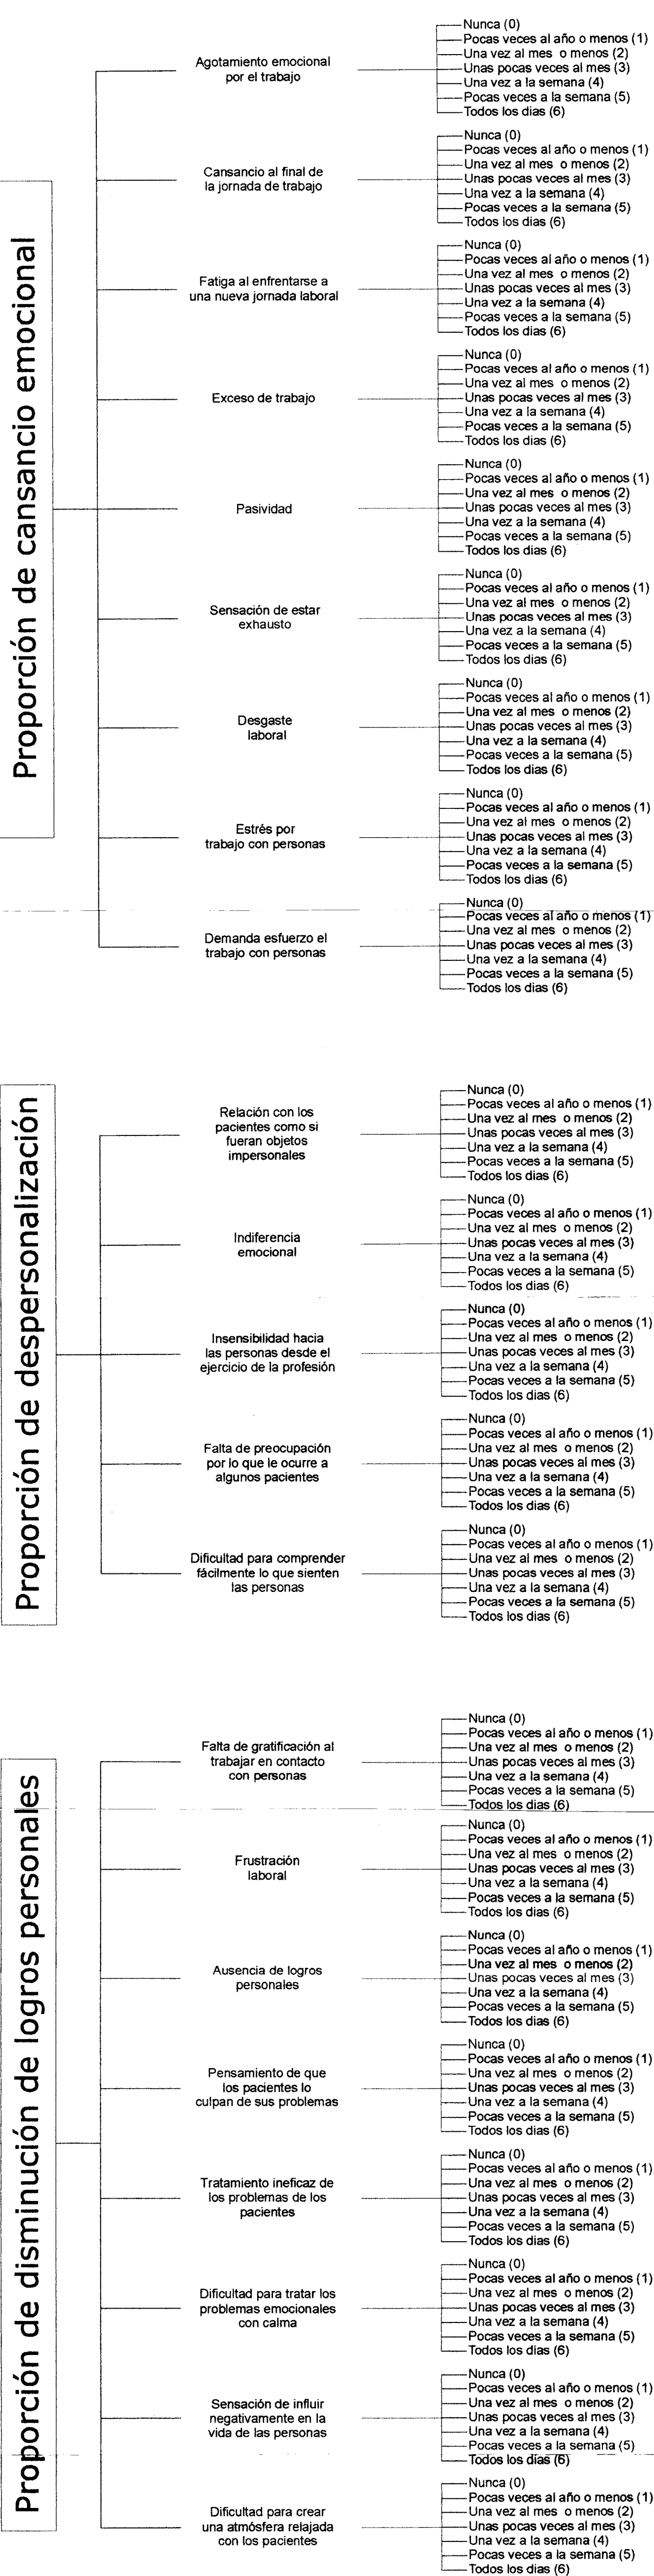 Proporción de cansancio emocional
Agotamiento emocional
por el trabajo
Nunca (0)
Pocas veces al año o menos (1)
Una vez al mes o menos (2)
Unas pocas veces al mes (3)
Una vez a la semana (4)
Pocas veces a la semana (5)
Todos los dias (6)
Cansancio al final de
la jornada de trabajo
Nunca (0)
Pocas veces al año o menos (1)
Una vez al mes o menos (2)
Unas pocas veces al mes (3)
Una vez a la semana (4)
Pocas veces a la semana (5)
Todos los dias (6)
Fatiga al enfrentarse a
una nueva jornada laboral
Nunca (0)
Pocas veces al año o menos (1)
Una vez al mes o menos (2)
Unas pocas veces al mes (3)
Una vez a la semana (4)
Pocas veces a la semana (5)
Todos los dias (6)
Exceso de trabajo
Nunca (0)
Pocas veces al año o menos (1)
Una vez al mes o menos (2)
Unas pocas veces al mes (3)
Una vez a la semana (4)
Pocas veces a la semana (5)
Todos los dias (6)
Pasividad
Nunca (0)
Pocas veces al año o menos (1)
Una vez al mes o menos (2)
Unas pocas veces al mes (3)
Una vez a la semana (4)
Pocas veces a la semana (5)
Todos los dias (6)
Sensación de estar
exhausto
Nunca (0)
Pocas veces al año o menos (1)
Una vez al mes o menos (2)
Unas pocas veces al mes (3)
Una vez a la semana (4)
Pocas veces a la semana (5)
Todos los dias (6)
Desgaste
laboral
Nunca (0)
Pocas veces al año o menos (1)
Una vez al mes o menos (2)
Unas pocas veces al mes (3)
Una vez a la semana (4)
Pocas veces a la semana (5)
Todos los dias (6)
Estrés por
trabajo con personas
Nunca (0)
Pocas veces al año o menos (1)
Una vez al mes o menos (2)
Unas pocas veces al mes (3)
Una vez a la semana (4)
Pocas veces a la semana (5)
Todos los dias (6)
Demanda esfuerzo el
trabajo con personas
Nunca (0)
Pocas veces al año o menos (1)
Una vez al mes o menos (2)
Unas pocas veces al mes (3)
Una vez a la semana (4)
Pocas veces a la semana (5)
Todos los dias (6)
Proporción de despersonalización
Relación con los
pacientes como si
fueran objetos
impersonales
Nunca (0)
Pocas veces al año o menos (1)
Una vez al mes o menos (2)
Unas pocas veces al mes (3)
Una vez a la semana (4)
Pocas veces a la semana (5)
Todos los dias (6)
Indiferencia
emocional
Nunca (0)
Pocas veces al año o menos (1)
Una vez al mes o menos (2)
Unas pocas veces al mes (3)
Una vez a la semana (4)
Pocas veces a la semana (5)
Todos los dias (6)
Insensibilidad hacia
las personas desde el
ejercicio de la profesión
Nunca (0)
Pocas veces al año o menos (1)
Una vez al mes o menos (2)
Unas pocas veces al mes (3)
Una vez a la semana (4)
Pocas veces a la semana (5)
Todos los dias (6)
Falta de preocupación
por lo que le ocurre a
algunos pacientes
Nunca (0)
Pocas veces al año o menos (1)
Una vez al mes o menos (2)
Unas pocas veces al mes (3)
Una vez a la semana (4)
Pocas veces a la semana (5)
Todos los dias (6)
Dificultad para comprender
fácilmente lo que sienten
las personas
Nunca (0)
Pocas veces al año o menos (1)
Una vez al mes o menos (2)
Unas pocas veces al mes (3)
Una vez a la semana (4)
Pocas veces a la semana (5)
Todos los dias (6)
Proporción de disminución de logros personales
Falta de gratificación al
trabajar en contacto
con personas
Nunca (0)
Pocas veces al año o menos (1)
Una vez al mes o menos (2)
Unas pocas veces al mes (3)
Una vez a la semana (4)
Pocas veces a la semana (5)
Todos los dias (6)
Frustración
laboral
Nunca (0)
Pocas veces al año o menos (1)
Una vez al mes o menos (2)
Unas pocas veces al mes (3)
Una vez a la semana (4)
Pocas veces a la semana (5)
Todos los dias (6)
Ausencia de logros
personales
Nunca (0)
Pocas veces al año o menos (1)
Una vez al mes o menos (2)
Unas pocas veces al mes (3)
Una vez a la semana (4)
Pocas veces a la semana (5)
Todos los dias (6)
Pensamiento de que
los pacientes lo
culpan de sus problemas
Nunca (0)
Pocas veces al año o menos (1)
Una vez al mes o menos (2)
Unas pocas veces al mes (3)
Una vez a la semana (4)
Pocas veces a la semana (5)
Todos los dias (6)
Tratamiento ineficaz de
los problemas de los
pacientes
Nunca (0)
Pocas veces al año o menos (1)
Una vez al mes o menos (2)
Unas pocas veces al mes (3)
Una vez a la semana (4)
Pocas veces a la semana (5)
Todos los dias (6)
Dificultad para tratar los
problemas emocionales
con calma
Nunca (0)
Pocas veces al año o menos (1)
Una vez al mes o menos (2)
Unas pocas veces al mes (3)
Una vez a la semana (4)
Pocas veces a la semana (5)
Todos los dias (6)
Sensación de influir
negativamente en la
vida de las personas
Nunca (0)
Pocas veces al año o menos (1)
Una vez al mes o menos (2)
Unas pocas veces al mes (3)
Una vez a la semana (4)
Pocas veces a la semana (5)
Todos los dias (6)
Dificultad para crear
una atmósfera relajada
con los pacientes
Nunca (0)
Pocas veces al año o menos (1)
Una vez al mes o menos (2)
Unas pocas veces al mes (3)
Una vez a la semana (4)
Pocas veces a la semana (5)
Todos los dias (6)